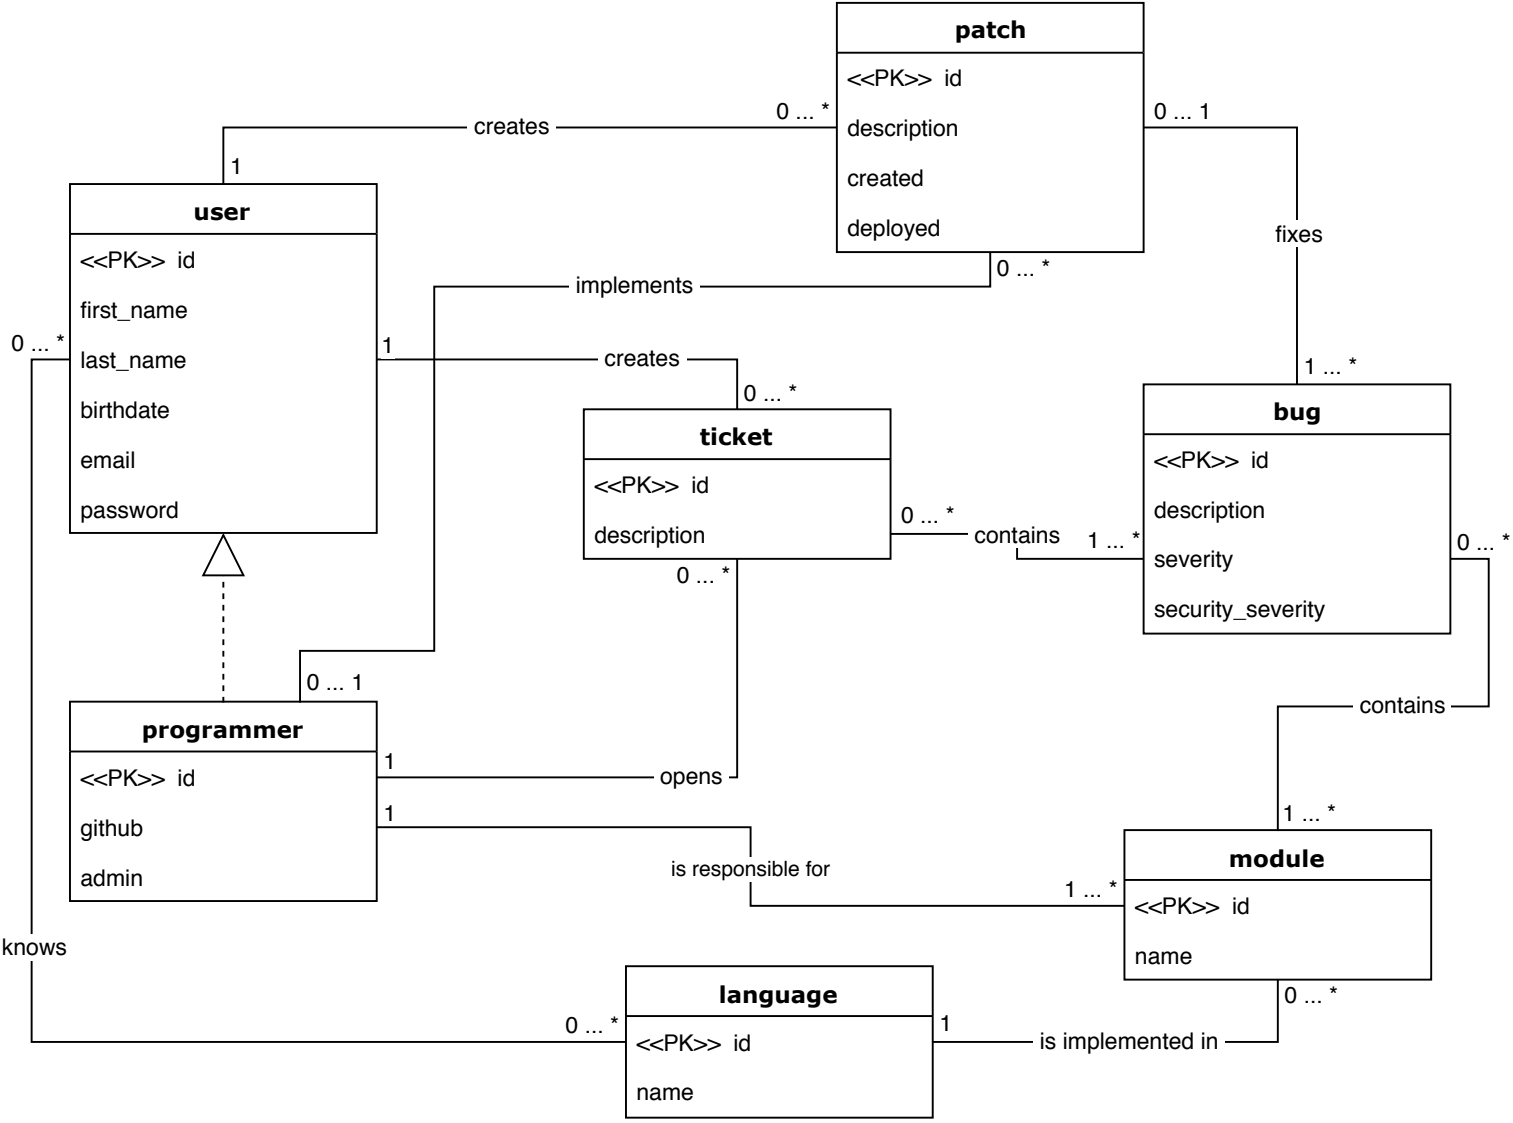 patch
<<PK>> id
description
created
deployed
0 ... *
0 ... 1
creates
1
user
<<PK>> id
first_name
last_name
birthdate
email
password
fixes
0 ... *
implements
0 ... *
1
creates
0 ... *
1 ... *
ticket
<<PK>> id
description
bug
<<PK>> id
description
severity
security_severity
0 ... *
contains
1 ... *
0 ... *
0 ... *
0 ... 1
programmer
<<PK>> id
github
admin
1
opens
1
is responsible for
1 ... *
contains
1 ... *
module
<<PK>> id
name
knows
0 ... *
language
<<PK>> id
name
1
is implemented in
0 ... *